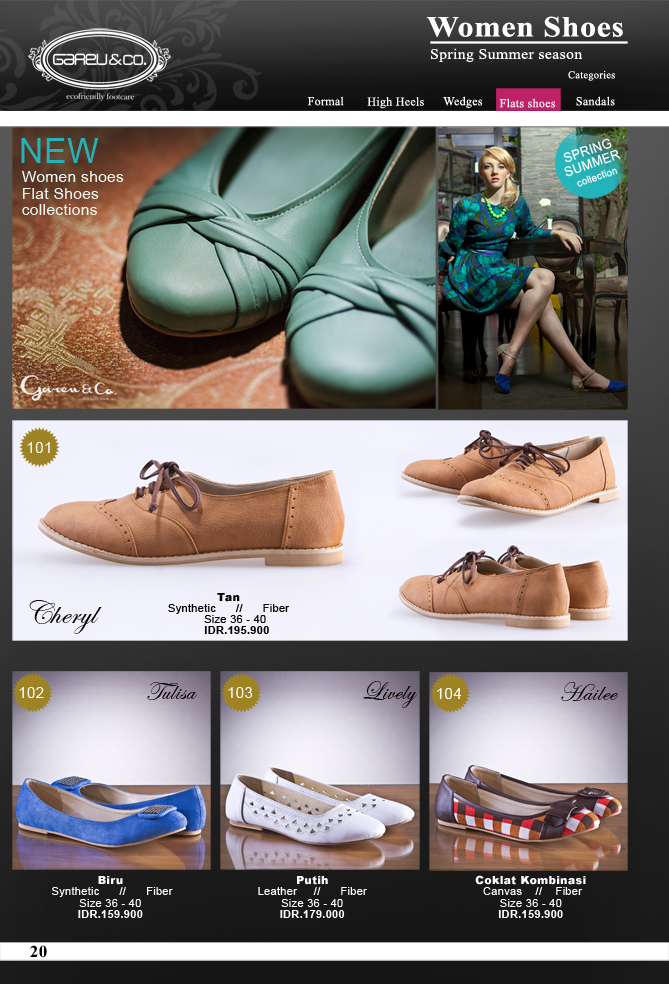 GAREU&CO.
ecofriendly footcare
Women Shoes
Spring Summer season
Categories
Formal High Heels Wedges Flats shoes Sandals
NEW
Women shoes
Flat Shoes
collections
SPRING
SUMMER
collection
Gareu & Co.
101
Cheryl
Tan
Synthetic // Fiber
Size 36 - 40
IDR.195.900
102
Tulisa
103
Lively
104
Hailee
Biru
Synthetic // Fiber
Size 36 - 40
IDR.159.900
Putih
Leather // Fiber
Size 36 - 40
IDR.179.000
Coklat Kombinasi
Canvas // Fiber
Size 36 - 40
IDR.159.900
20